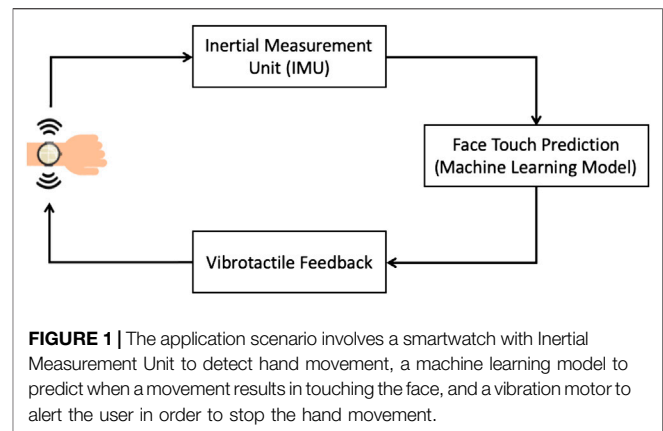 Inertial Measurement
Unit (IMU)
Face Touch Prediction
(Machine Learning Model)
Vibrotactile Feedback
FIGURE 1 | The application scenario involves a smartwatch with Inertial
Measurement Unit to detect hand movement, a machine learning model to
predict when a movement results in touching the face, and a vibration motor to
alert the user in order to stop the hand movement.